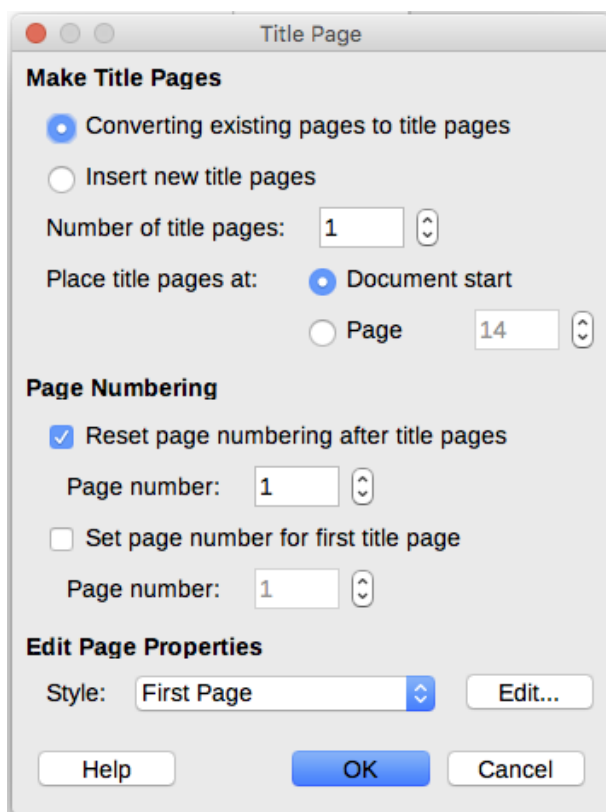 Title Page
Make Title Pages
Converting existing pages to title pages
Insert new title pages
Number of title pages: 1
Place title pages at: Document start
Page 14
Page Numbering
Reset page numbering after title pages
Page number: 1
Set page number for first title page
Page number: 1
Edit Page Properties
Style: First Page Edit...
Help OK Cancel